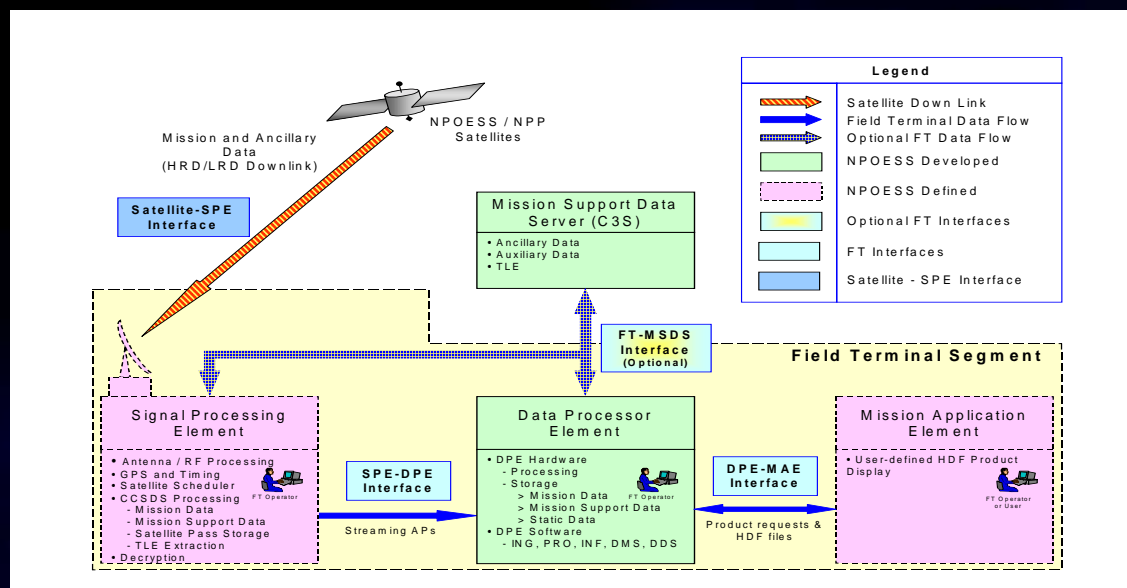 Legend
Satellite Down Link
Field Terminal Data Flow
Optional FT Data Flow
NPOESS Developed
NPOESS Defined
Optional FT Interfaces
FT Interfaces
Satellite - SPE Interface
NPOESS / NPP
Satellites
Mission and Ancillary
Data
(HRD/LRD Downlink)
Satellite-SPE
Interface
Mission Support Data
Server (C3S)
• Ancillary Data
• Auxiliary Data
• TLE
FT-MSDS
Interface
(Optional)
Field Terminal Segment
Signal Processing
Element
• Antenna / RF Processing
• GPS and Timing
• Satellite Scheduler
• CCSDS Processing
- Mission Data
- Mission Support Data
- Satellite Pass Storage
- TLE Extraction
• Decryption
FT Operator
SPE-DPE
Interface
Streaming APIs
Data Processor
Element
• DPE Hardware
- Processing
- Storage
> Mission Data
> Mission Support Data
> Static Data
• DPE Software
- ING, PRO, INF, DMS, DDS
FT Operator
DPE-MAE
Interface
Product requests &
HDF files
Mission Application
Element
• User-defined HDF Product
Display
FT Operator
or User